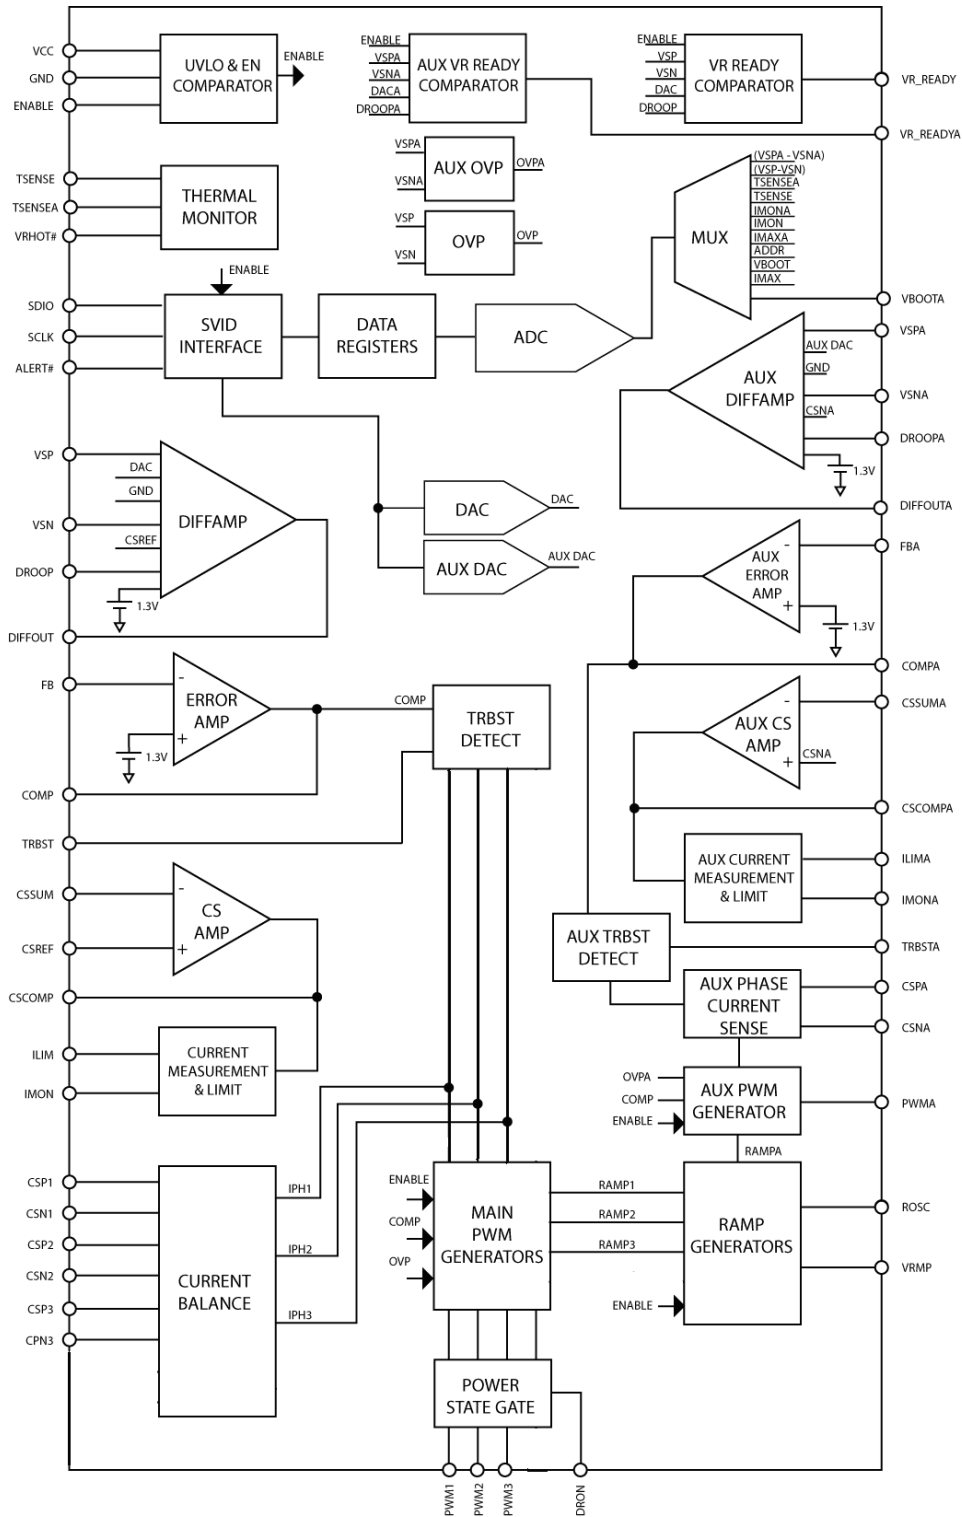 VCC
GND
ENABLE
UVLO & EN
COMPARATOR
ENABLE
ENABLE
VSPA
VSNA
DACA
DROOPA
AUX VR READY
COMPARATOR
ENABLE
VSP
VSN
DAC
DROOP
VR READY
COMPARATOR
VR_READY
VR_READYA
TSENSE
TSENSEA
VRHOT#
THERMAL
MONITOR
VSPA
VSNA
AUX OVP
OVPA
VSP
VSN
OVP
OVP
MUX
(VSPA - VSNA)
(VSP-VSN)
TSENSEA
TSENSE
IMONA
IMON
IMAXA
ADDR
VBOOT
IMAX
VBOOTA
ENABLE
SDIO
SCLK
ALERT#
SVID
INTERFACE
DATA
REGISTERS
ADC
VSPA
AUX DAC
GND
VSNA
CSNA
DROOPA
1.3V
AUX
DIFFAMP
DIFFOUTA
VSP
DAC
GND
VSN
CSREF
DROOP
1.3V
DIFFAMP
DIFFOUT
DAC
DAC
AUX DAC
AUX DAC
FBA
-
AUX
ERROR
AMP
+
1.3V
COMPA
FB
-
ERROR
AMP
+
1.3V
COMP
COMP
TRBST
TRBST
DETECT
CSSUMA
-
AUX CS
AMP
+
CSNA
CSCOMPA
CSSUM
-
CS
AMP
CSREF
+
CSCOMP
AUX CURRENT
MEASUREMENT
& LIMIT
ILIMA
IMONA
AUX TRBST
DETECT
TRBSTA
AUX PHASE
CURRENT
SENSE
CSPA
CSNA
ILIM
IMON
CURRENT
MEASUREMENT
& LIMIT
OVPA
COMP
ENABLE
AUX PWM
GENERATOR
PWMA
RAMPA
CSP1
CSN1
CSP2
CSN2
CSP3
CPN3
CURRENT
BALANCE
IPH1
IPH2
IPH3
ENABLE
COMP
OVP
MAIN
PWM
GENERATORS
RAMP1
RAMP2
RAMP3
ENABLE
RAMP
GENERATORS
ROSC
VRMP
POWER
STATE GATE
PWM1
PWM2
PWM3
DRON